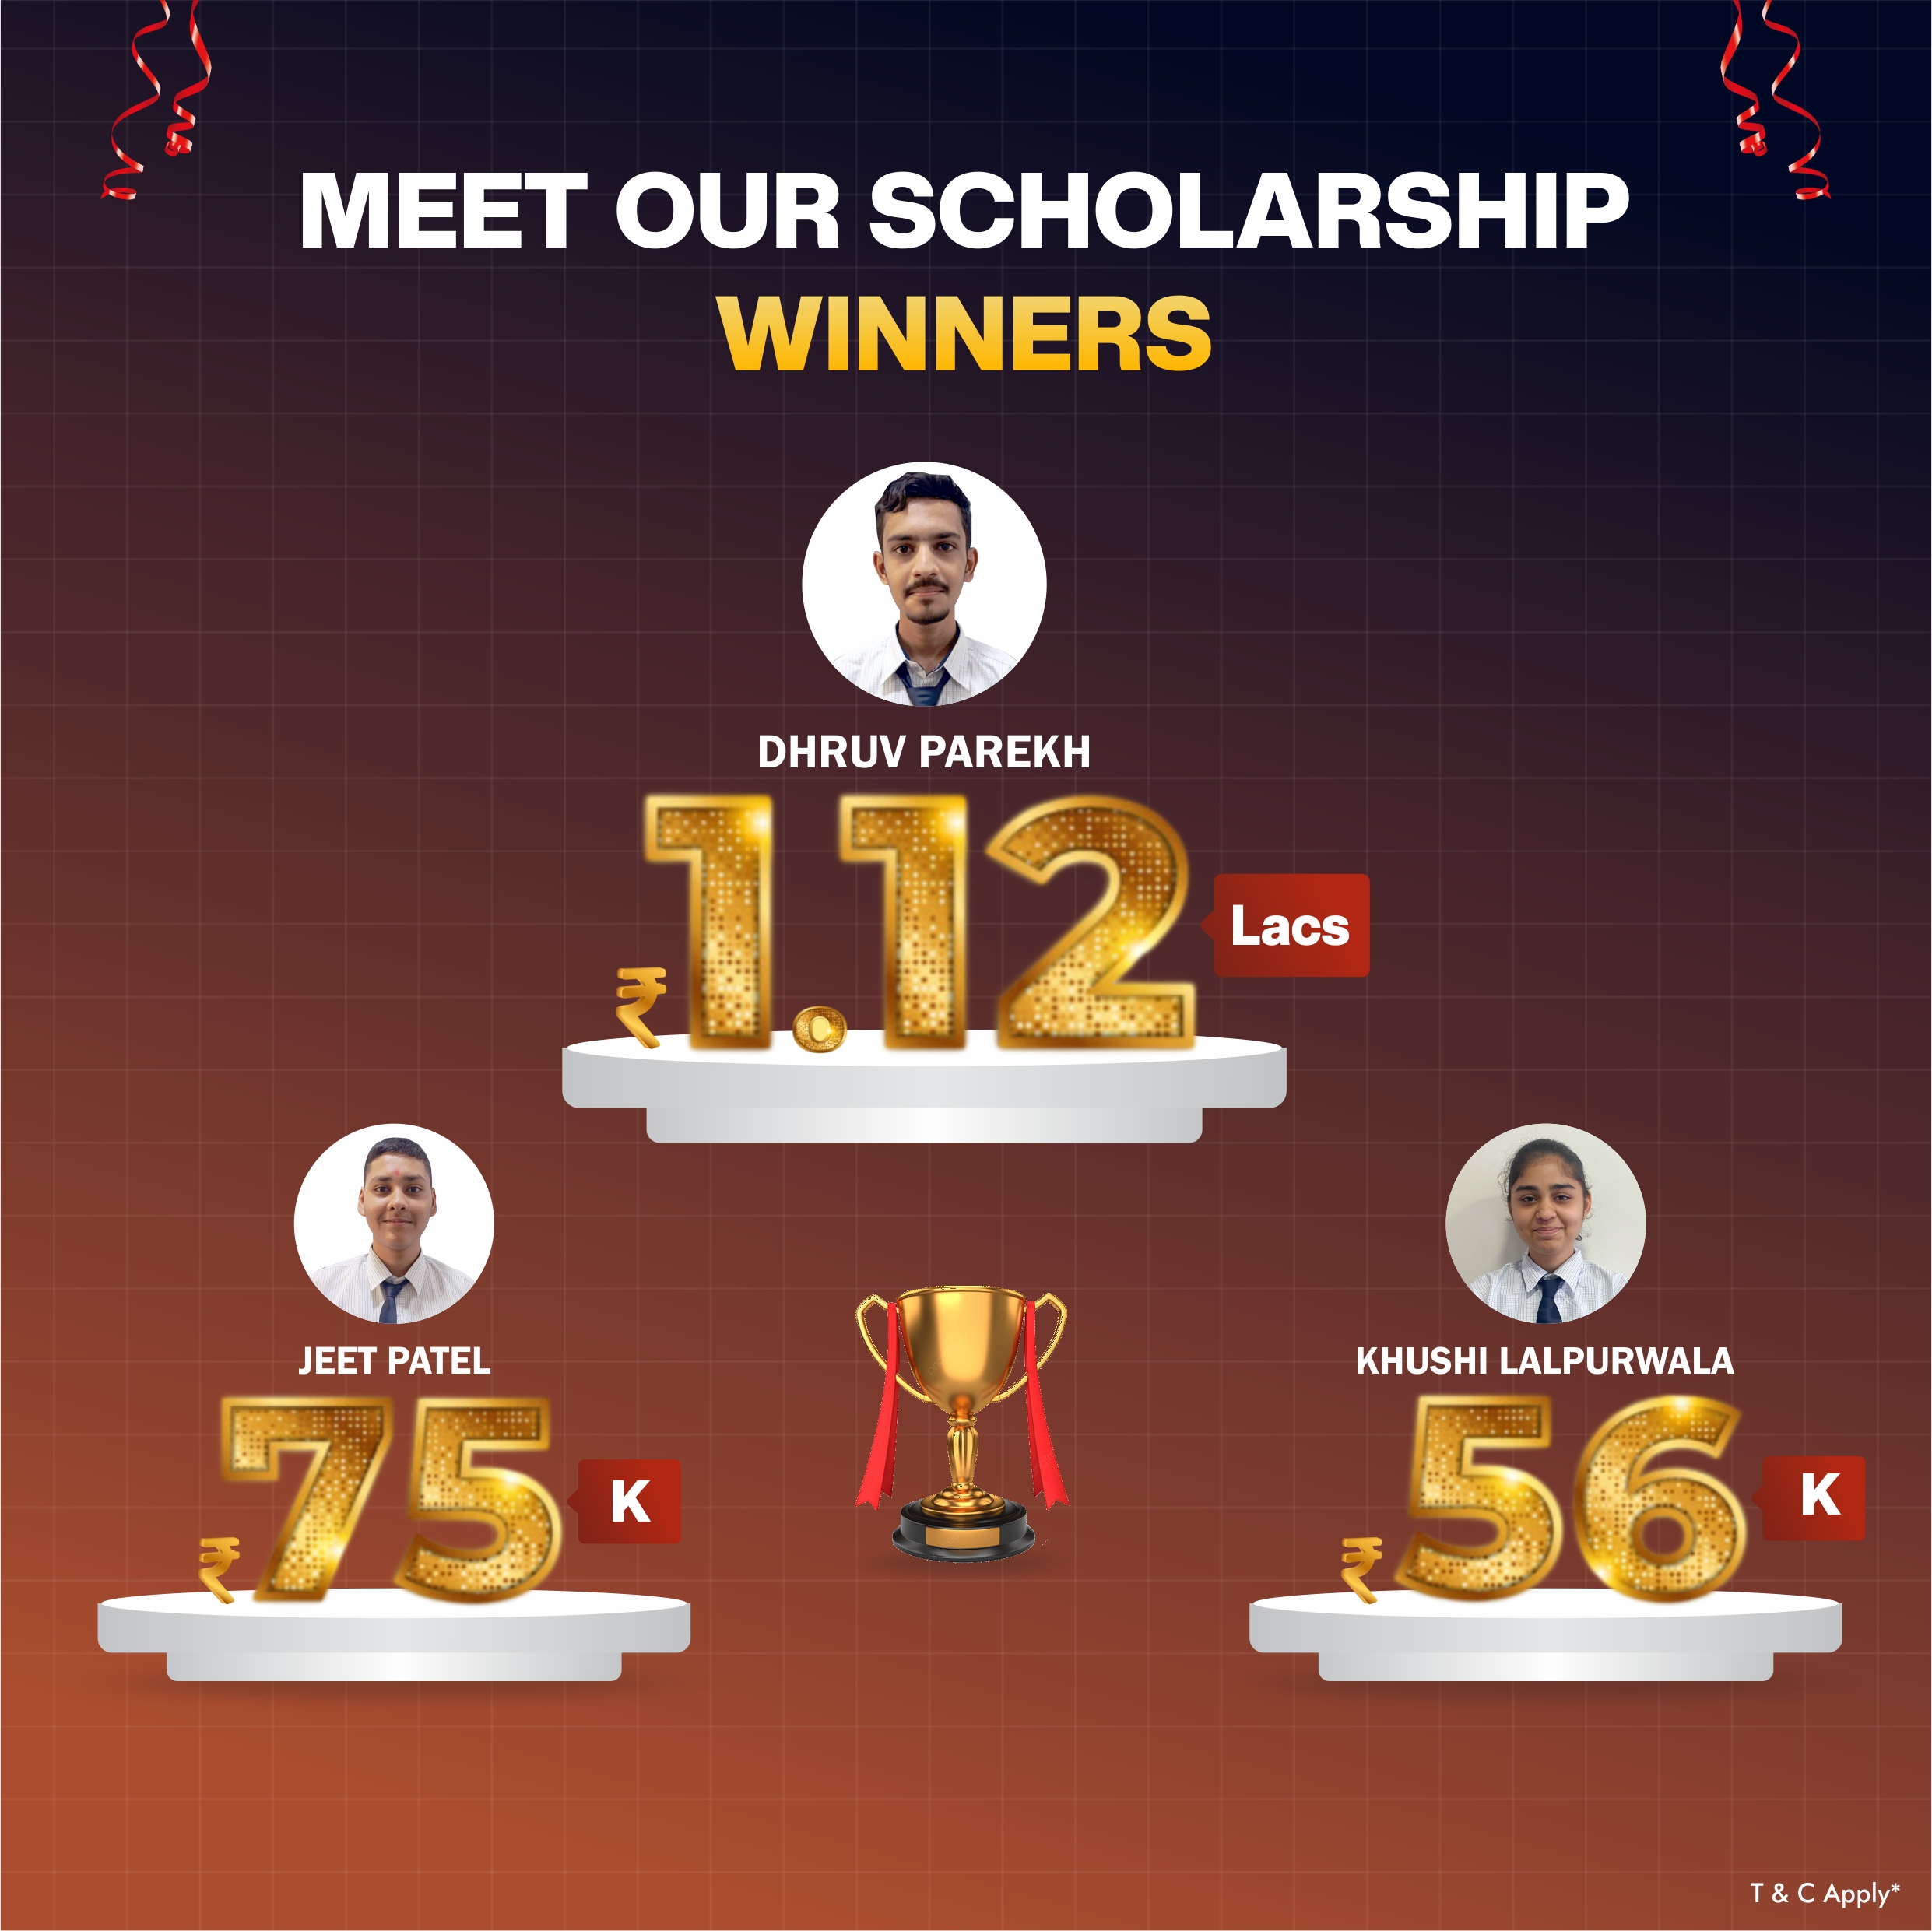 MEET OUR SCHOLARSHIP
WINNERS
DHRUV PAREKH
₹1.12 Lacs
JEET PATEL
₹75 K
KHUSHI LALPURWALA
₹56 K
T & C Apply*